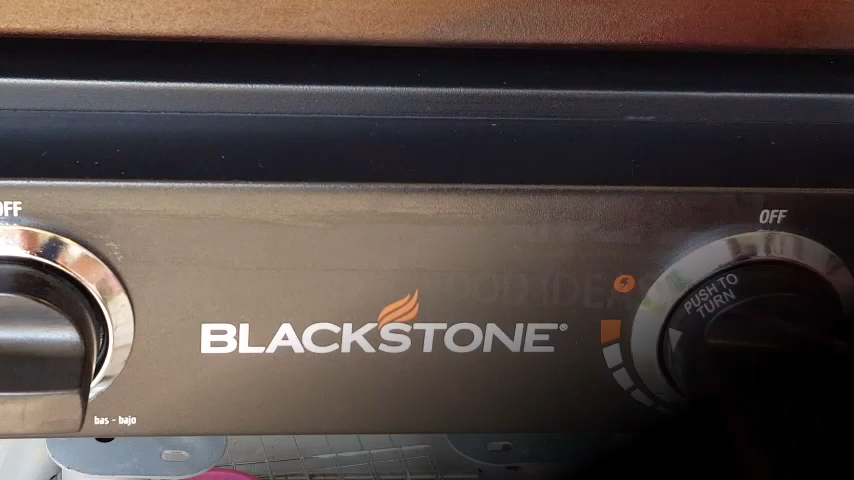 OFF
OFF
PUSH TO
TURN
BLACKSTONE®
bas - bajo